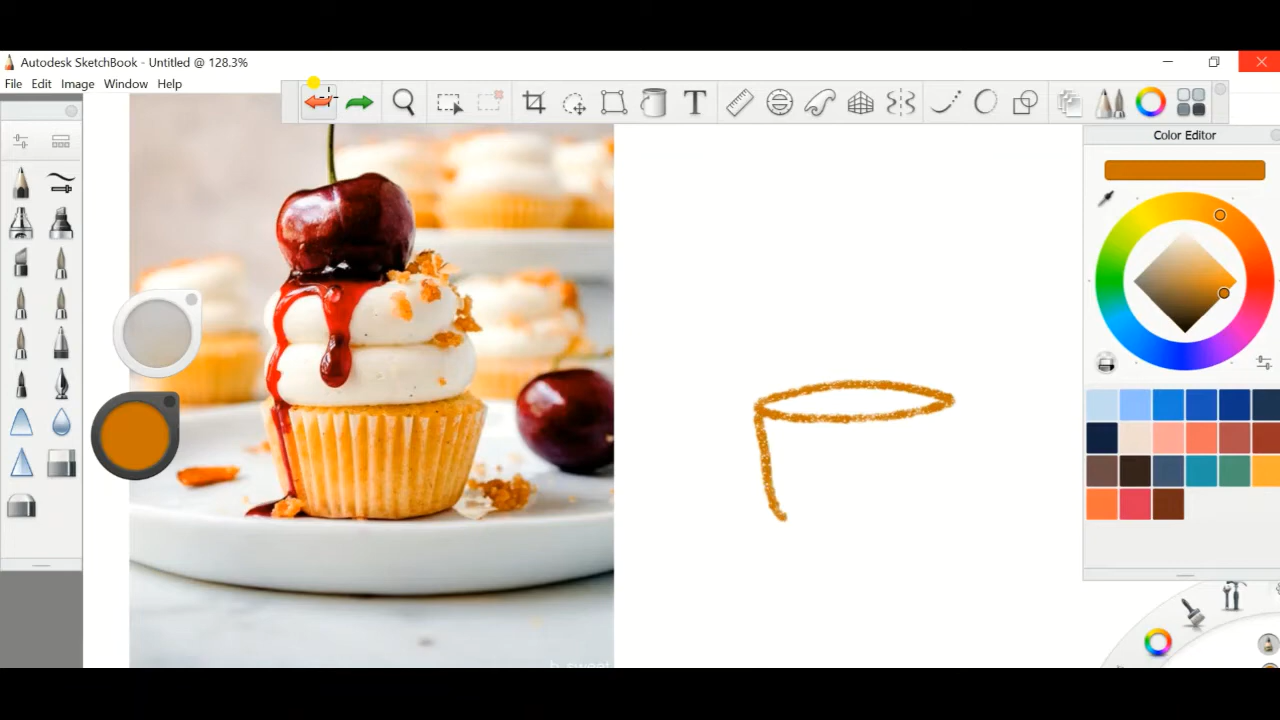 Autodesk SketchBook - Untitled @ 128.3%
File Edit Image Window Help
T
Color Editor